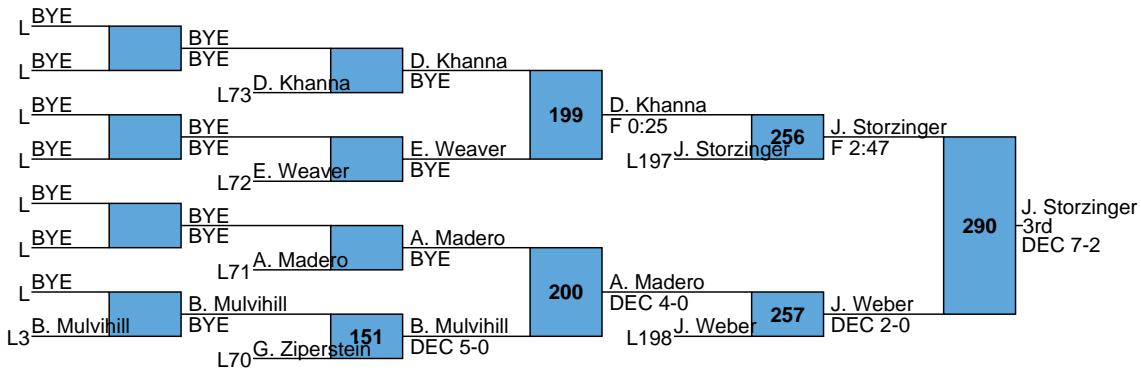 L BYE
L BYE
BYE
BYE
L73 D. Khanna
D. Khanna
BYE
L BYE
L BYE
BYE
BYE
L72 E. Weaver
E. Weaver
BYE
199
D. Khanna
F 0:25
L197 J. Storzinger
256
J. Storzinger
F 2:47
L BYE
L BYE
BYE
BYE
L71 A. Madero
A. Madero
BYE
L BYE
L3 B. Mulvihill
B. Mulvihill
BYE
L70 G. Ziperstein
151
B. Mulvihill
DEC 5-0
200
A. Madero
DEC 4-0
L198 J. Weber
257
J. Weber
DEC 2-0
290
J. Storzinger
3rd
DEC 7-2